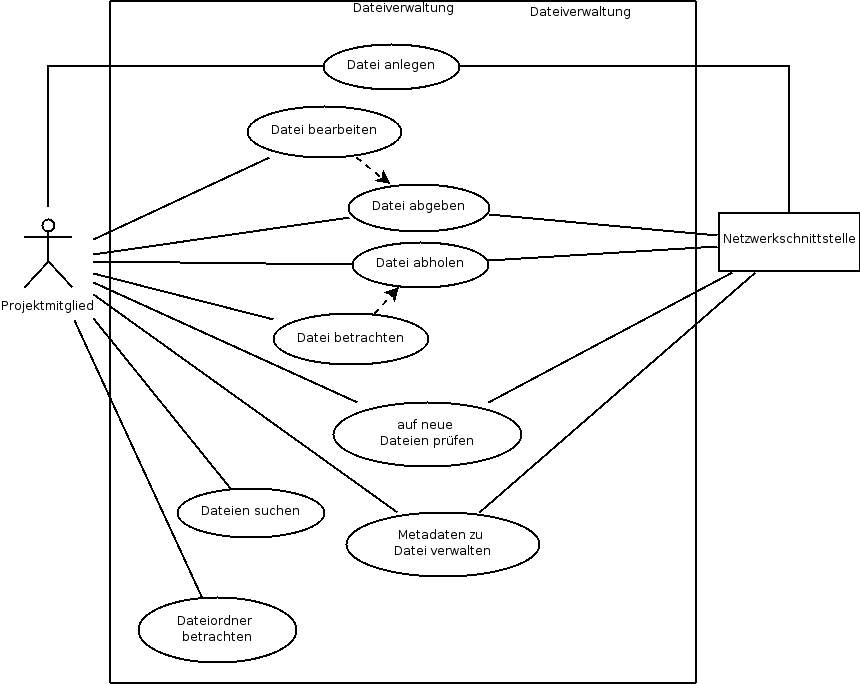 Dateiverwaltung
Dateiverwaltung
Datei anlegen
Datei bearbeiten
Datei abgeben
Netzwerkschnittstelle
Datei abholen
Projektmitglied
Datei betrachten
auf neue
Dateien prüfen
Dateien suchen
Metadaten zu
Datei verwalten
Dateiordner
betrachten